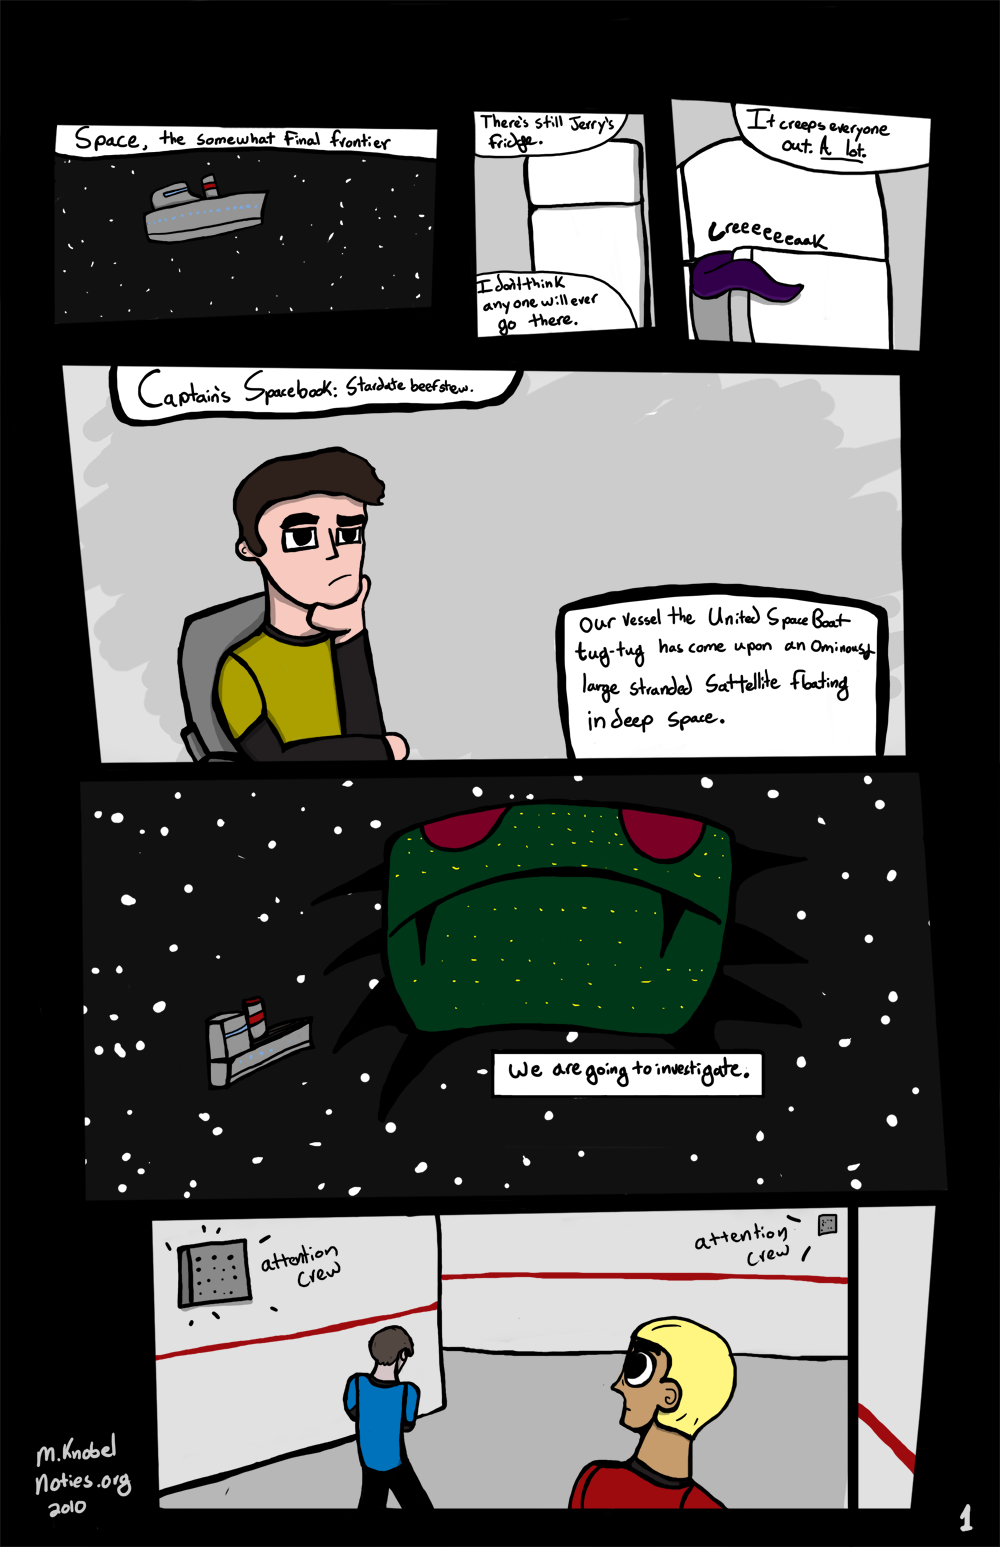 Space, the somewhat Final frontier
There's still Jerry's
fridge.
I don't think
anyone will ever
go there.
It creeps everyone
out. A lot.
Creeeeeeaak
Captain's Spacebook: Stardate beefstew.
Our vessel the United Space Boat
tug-tug has come upon an Ominously
large stranded Sattellite floating
in deep space.
We are going to investigate.
attention
crew
attention
crew
M. Knobel
Noties.org
2010
1